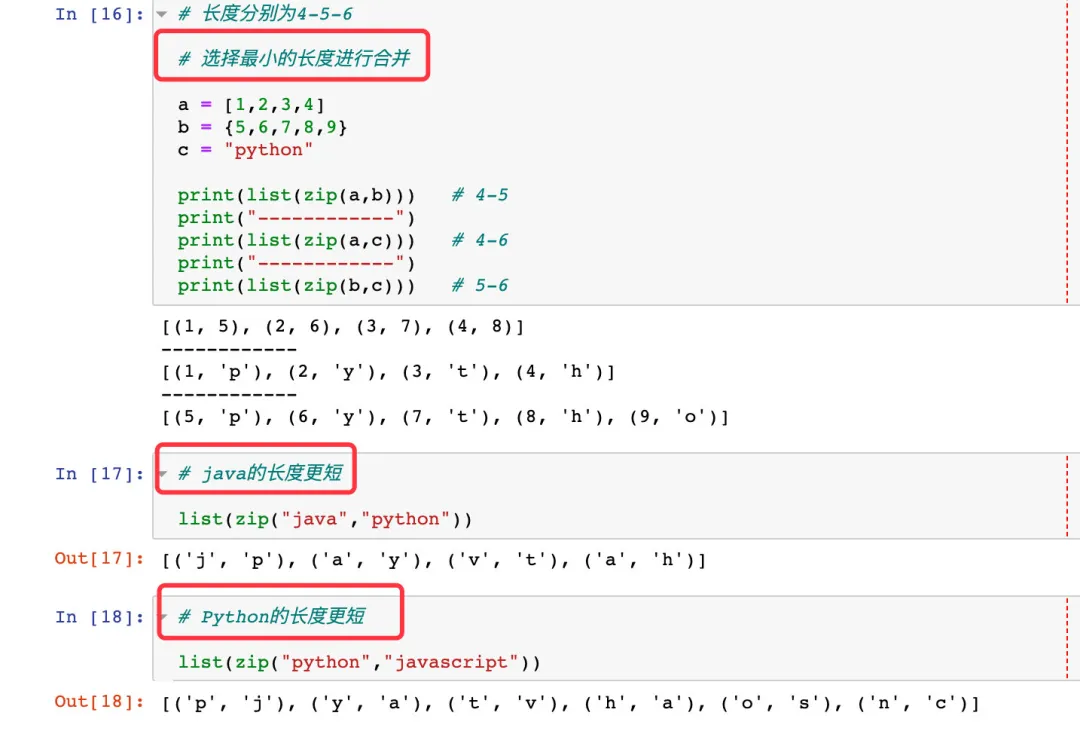 In [16]: # 长度分别为4-5-6
# 选择最小的长度进行合并
a = [1,2,3,4]
b = {5,6,7,8,9}
c = "python"
print(list(zip(a,b)))   # 4-5
print("------------")
print(list(zip(a,c)))   # 4-6
print("------------")
print(list(zip(b,c)))   # 5-6
[(1, 5), (2, 6), (3, 7), (4, 8)]
------------
[(1, 'p'), (2, 'y'), (3, 't'), (4, 'h')]
------------
[(5, 'p'), (6, 'y'), (7, 't'), (8, 'h'), (9, 'o')]
In [17]: # java的长度更短
list(zip("java","python"))
Out[17]: [('j', 'p'), ('a', 'y'), ('v', 't'), ('a', 'h')]
In [18]: # Python的长度更短
list(zip("python","javascript"))
Out[18]: [('p', 'j'), ('y', 'a'), ('t', 'v'), ('h', 'a'), ('o', 's'), ('n', 'c')]